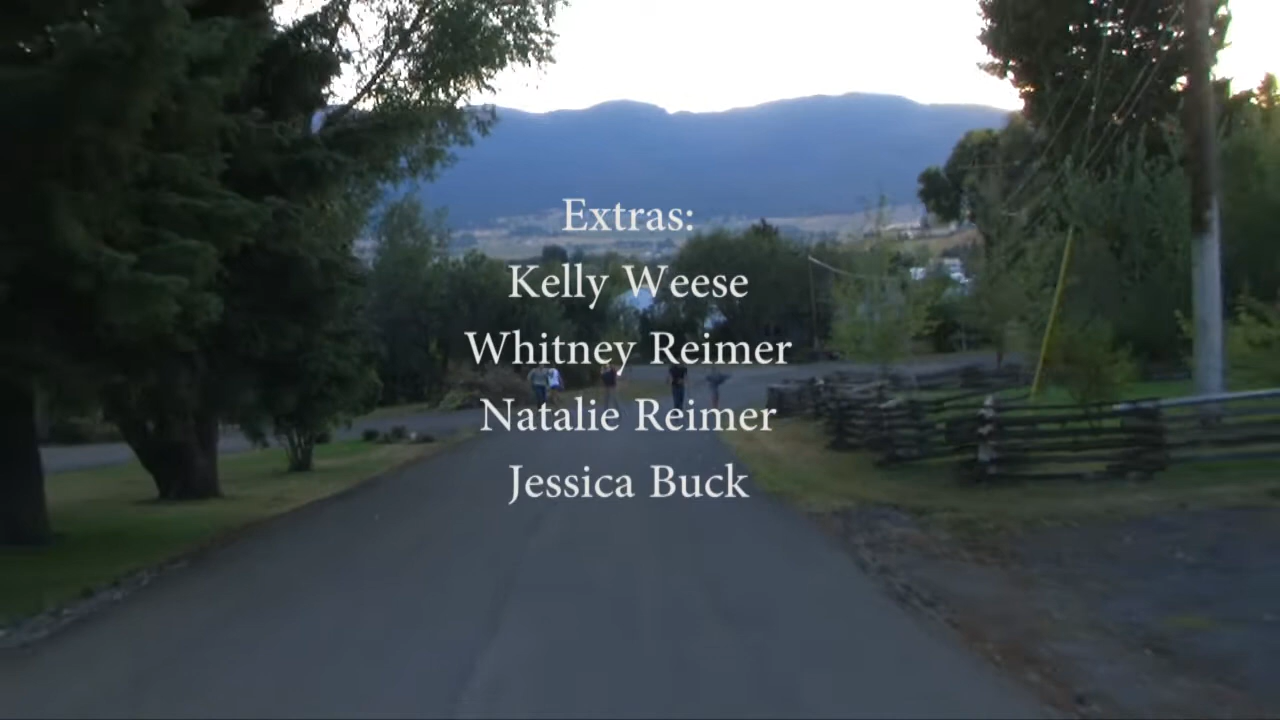 Extras:
Kelly Weese
Whitney Reimer
Natalie Reimer
Jessica Buck